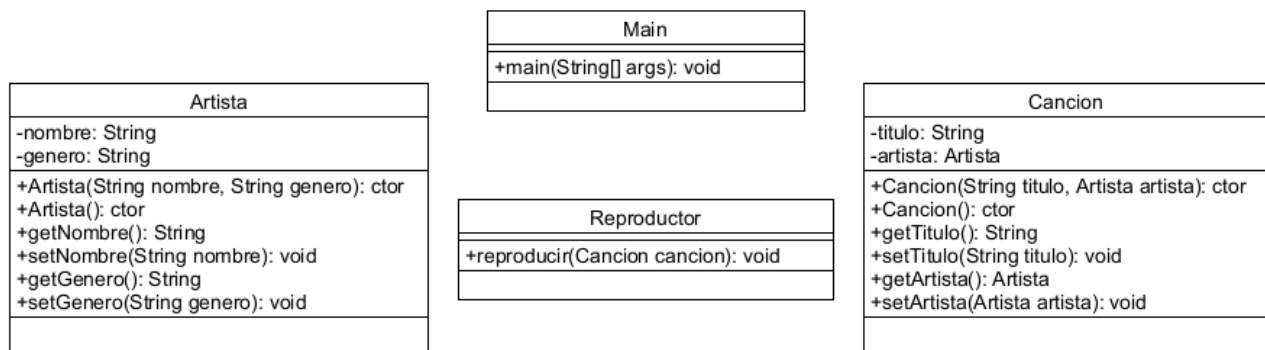 Main
+main(String[] args): void
Artista
-nombre: String
-genero: String
+Artista(String nombre, String genero): ctor
+Artista(): ctor
+getNombre(): String
+setNombre(String nombre): void
+getGenero(): String
+setGenero(String genero): void
Reproductor
+reproducir(Cancion cancion): void
Cancion
-titulo: String
-artista: Artista
+Cancion(String titulo, Artista artista): ctor
+Cancion(): ctor
+getTitulo(): String
+setTitulo(String titulo): void
+getArtista(): Artista
+setArtista(Artista artista): void